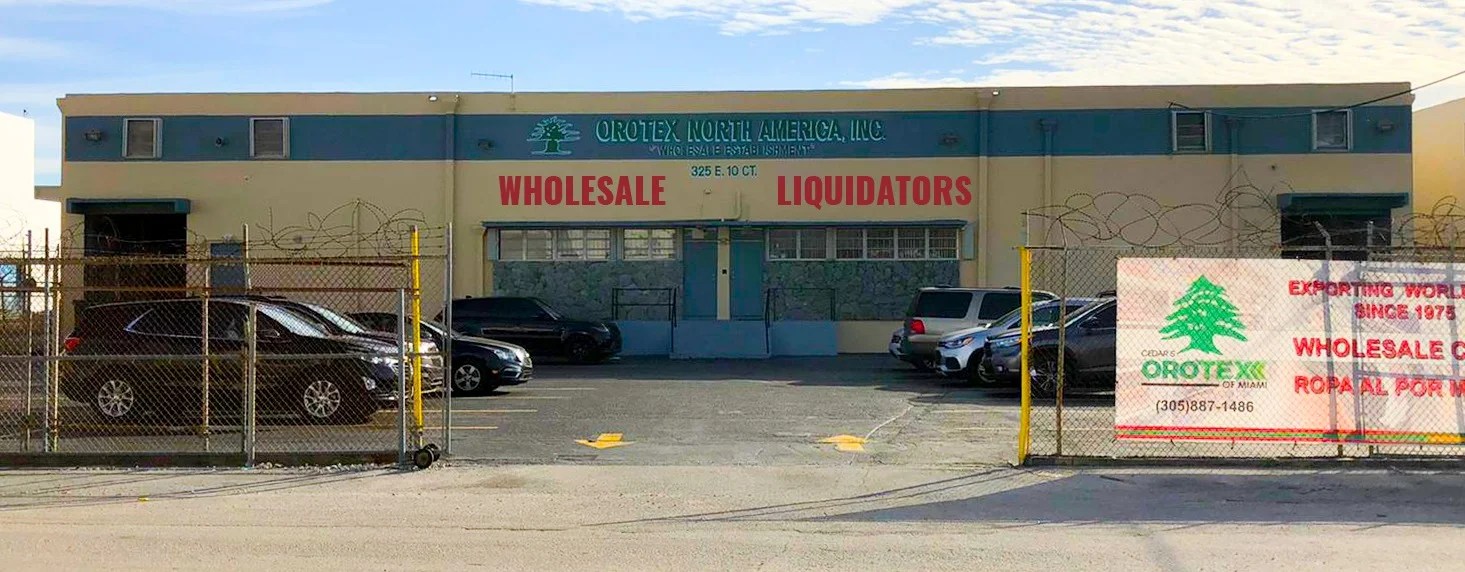 OROTEX NORTH AMERICA, INC.
"WHOLESALE ESTABLISHMENT"
325 E. 10 CT.
WHOLESALE LIQUIDATORS
EXPORTING WORL
SINCE 1975
WHOLESALE C
ROPA AL POR M
CEDAR'S
OROTEX
OF MIAMI
(305)887-1486